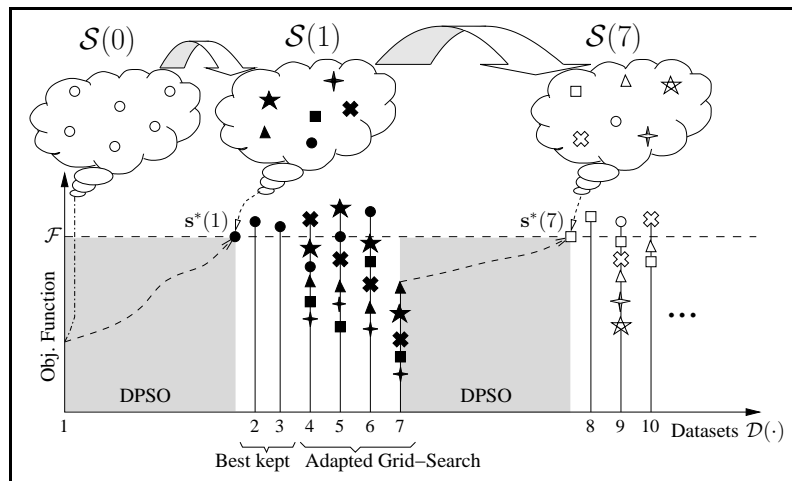 𝒮(0) 𝒮(1) 𝒮(7)
s*(1) s*(7)
ℱ
Obj. Function
DPSO DPSO
1 2 3 4 5 6 7 8 9 10 Datasets 𝒟(·)
•••
Best kept Adapted Grid–Search